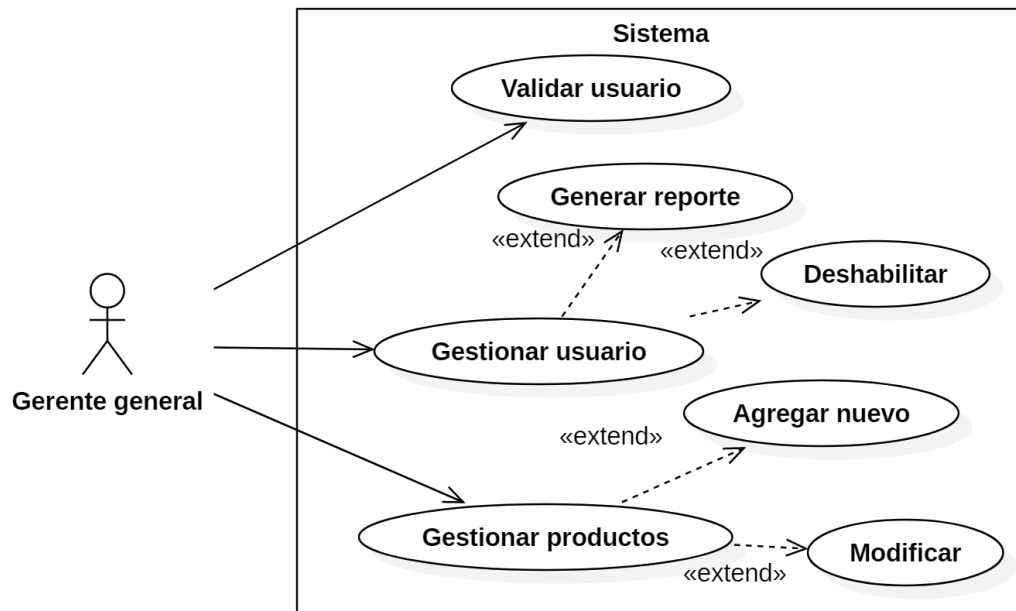 Sistema
Validar usuario
Generar reporte
«extend»
«extend»
Deshabilitar
Gestionar usuario
Gerente general
Agregar nuevo
«extend»
Gestionar productos
Modificar
«extend»